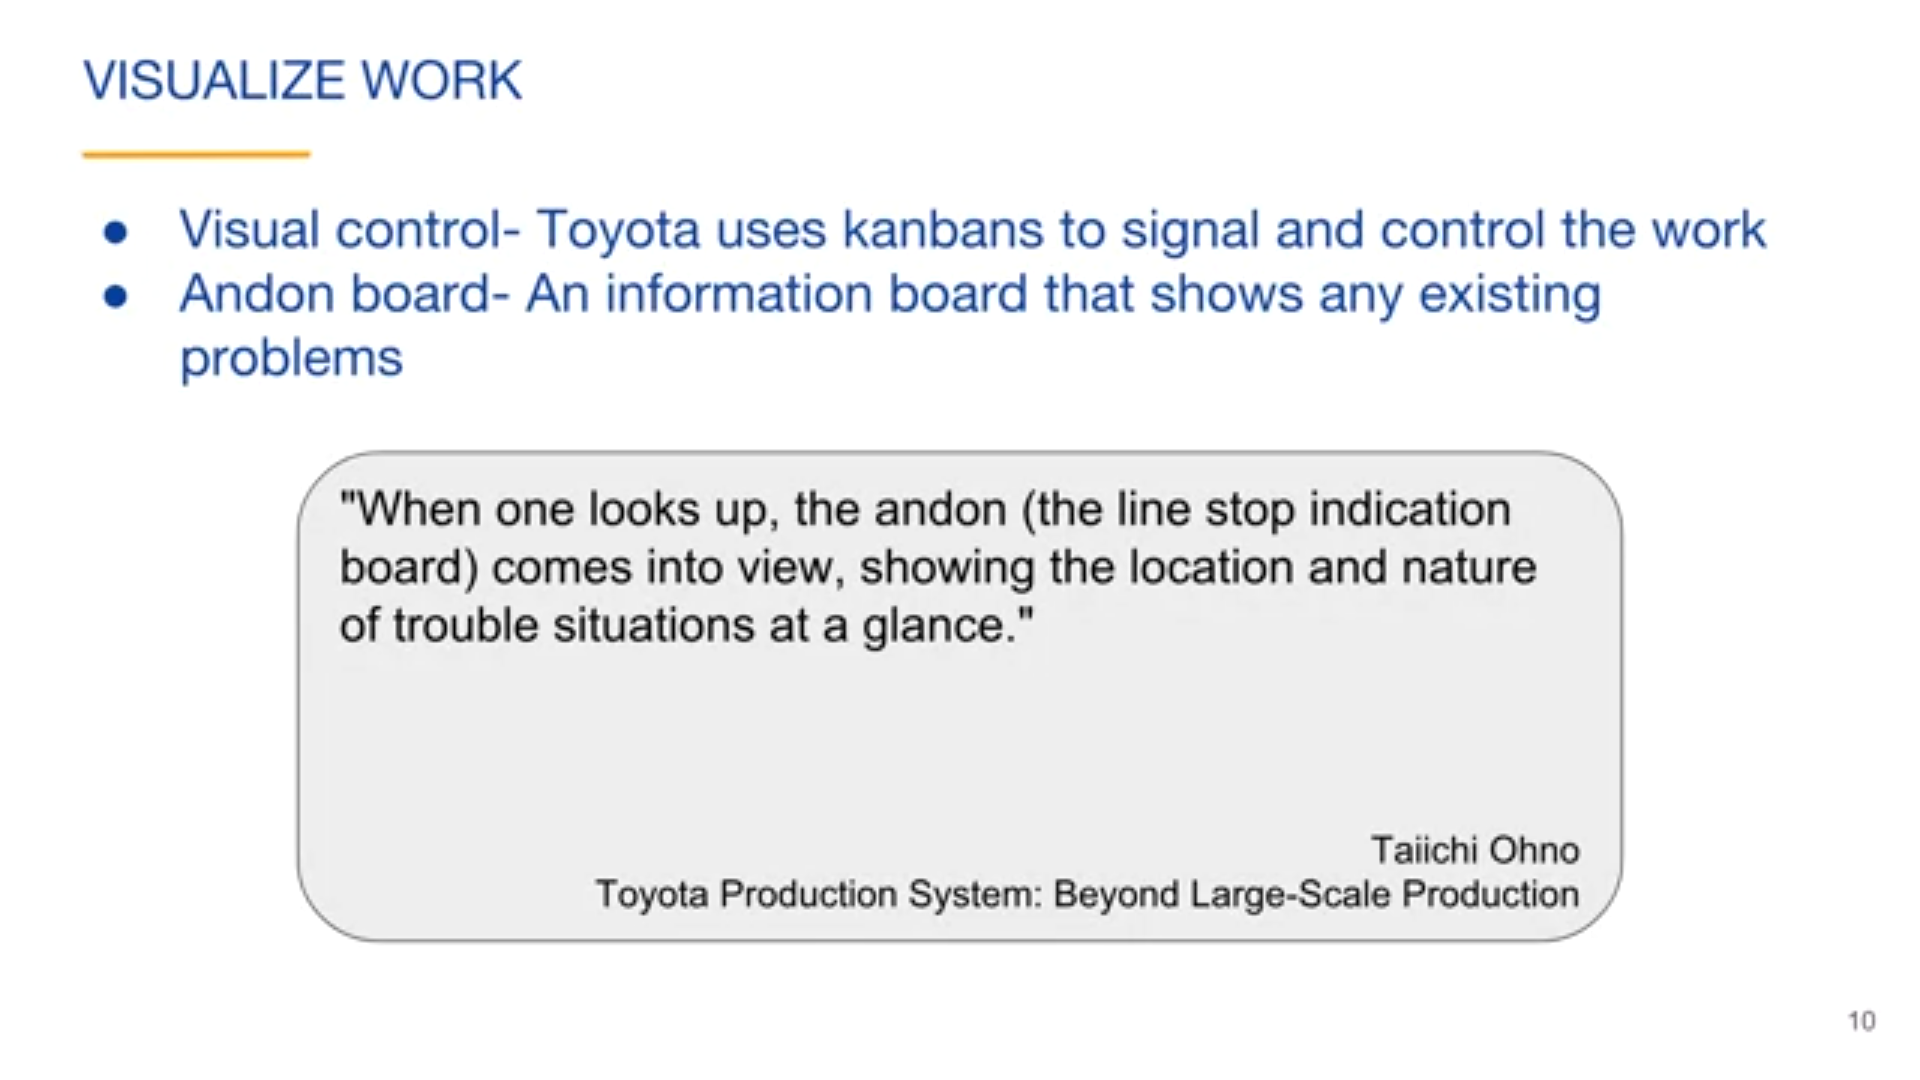 VISUALIZE WORK
● Visual control- Toyota uses kanbans to signal and control the work
● Andon board- An information board that shows any existing
problems
"When one looks up, the andon (the line stop indication
board) comes into view, showing the location and nature
of trouble situations at a glance."
Taiichi Ohno
Toyota Production System: Beyond Large-Scale Production
10